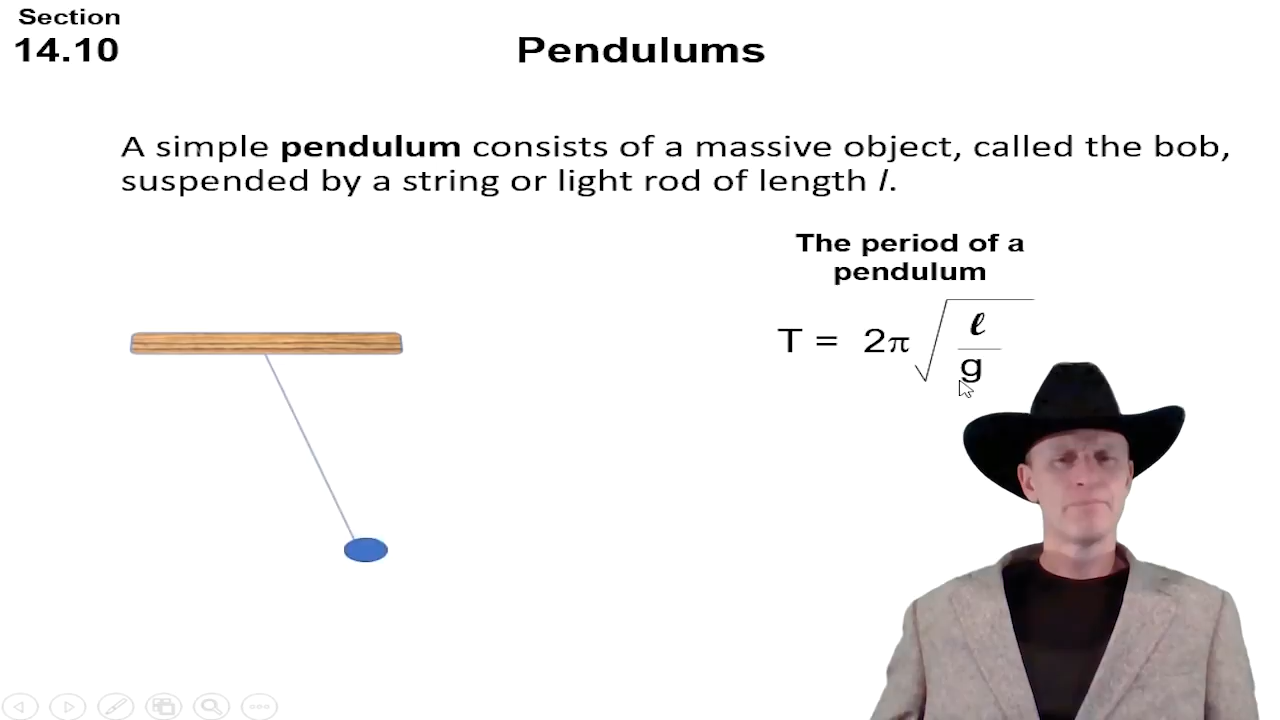 Section
14.10
Pendulums
A simple pendulum consists of a massive object, called the bob,
suspended by a string or light rod of length l.
The period of a
pendulum
T = 2π √(ℓ/g)